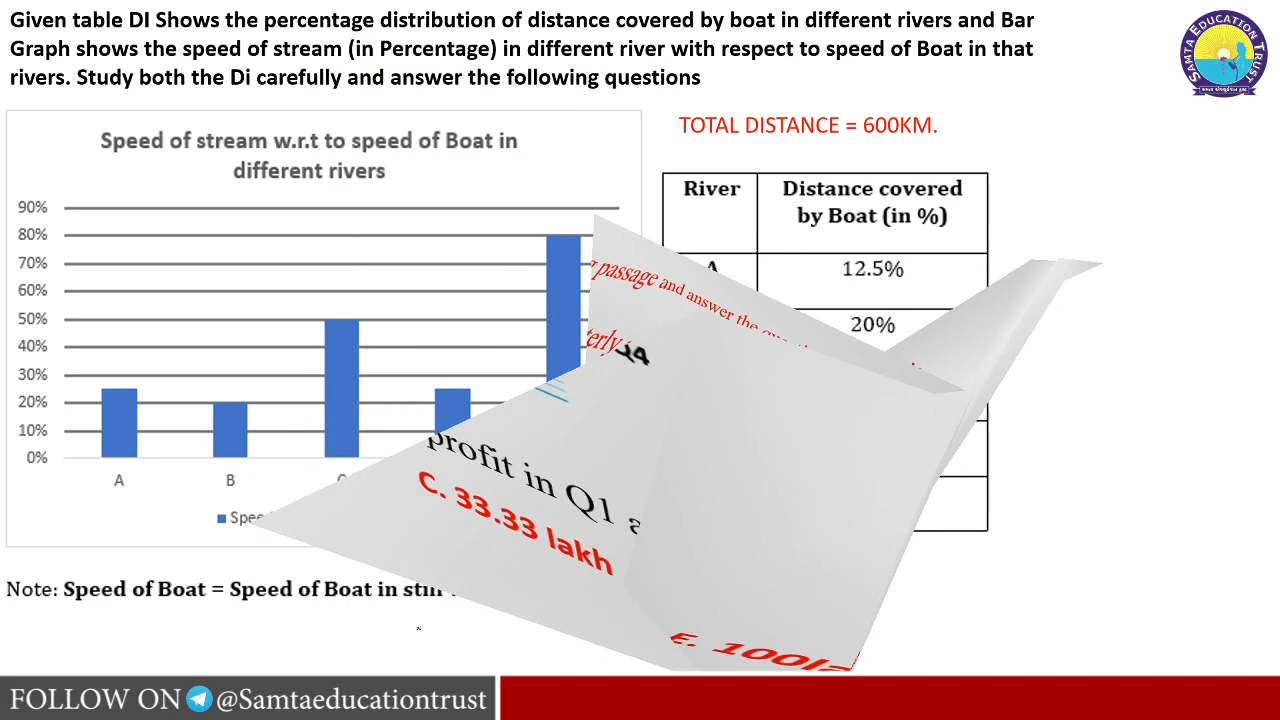 Given table DI Shows the percentage distribution of distance covered by boat in different rivers and Bar
Graph shows the speed of stream (in Percentage) in different river with respect to speed of Boat in that
rivers. Study both the Di carefully and answer the following questions
SAMTA EDUCATION TRUST
TOTAL DISTANCE = 600KM.
Speed of stream w.r.t to speed of Boat in
different rivers
90%
80%
70%
60%
50%
40%
30%
20%
10%
0%
A B
River Distance covered
by Boat (in %)
A 12.5%
20%
passage and answer the
Q4
profit in Q1
C. 33.33 lakh
E.
Note: Speed of Boat = Speed of Boat in
FOLLOW ON @Samtaeducationtrust